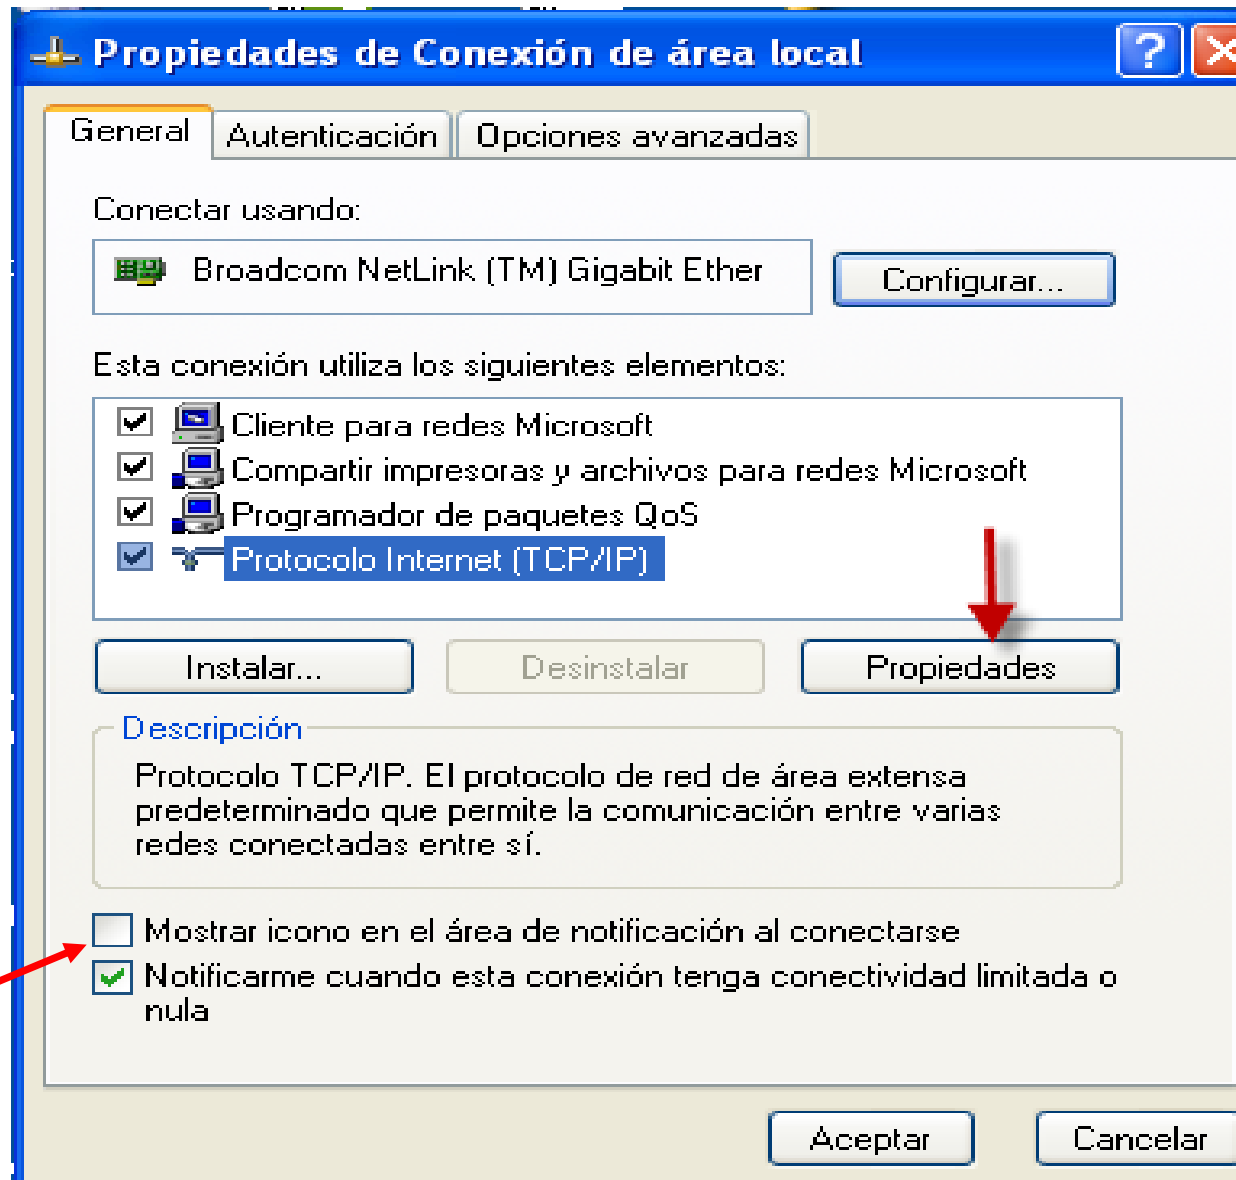 Propiedades de Conexión de área local
General Autenticación Opciones avanzadas
Conectar usando:
Broadcom NetLink (TM) Gigabit Ether Configurar...
Esta conexión utiliza los siguientes elementos:
Cliente para redes Microsoft
Compartir impresoras y archivos para redes Microsoft
Programador de paquetes QoS
Protocolo Internet (TCP/IP)
Instalar... Desinstalar Propiedades
Descripción
Protocolo TCP/IP. El protocolo de red de área extensa
predeterminado que permite la comunicación entre varias
redes conectadas entre sí.
Mostrar icono en el área de notificación al conectarse
Notificarme cuando esta conexión tenga conectividad limitada o
nula
Aceptar Cancelar